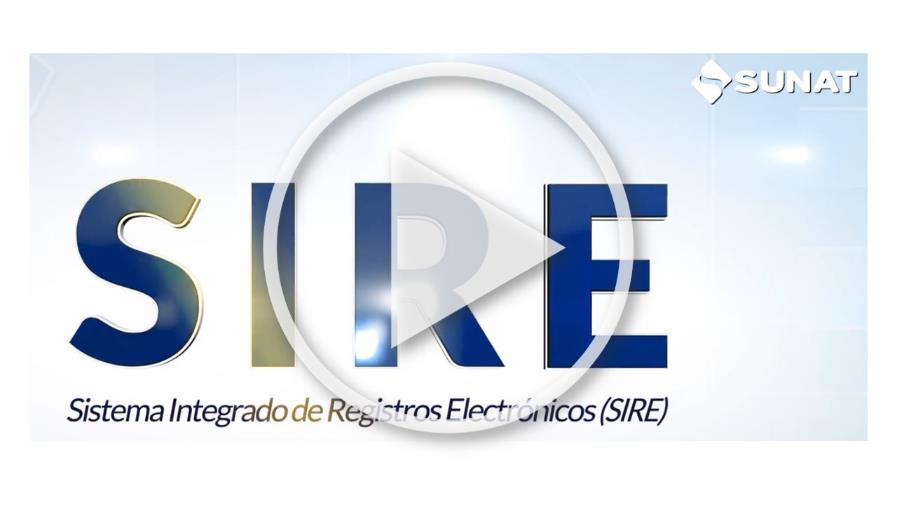 SUNAT
SIRE
Sistema Integrado de Registros Electrónicos (SIRE)